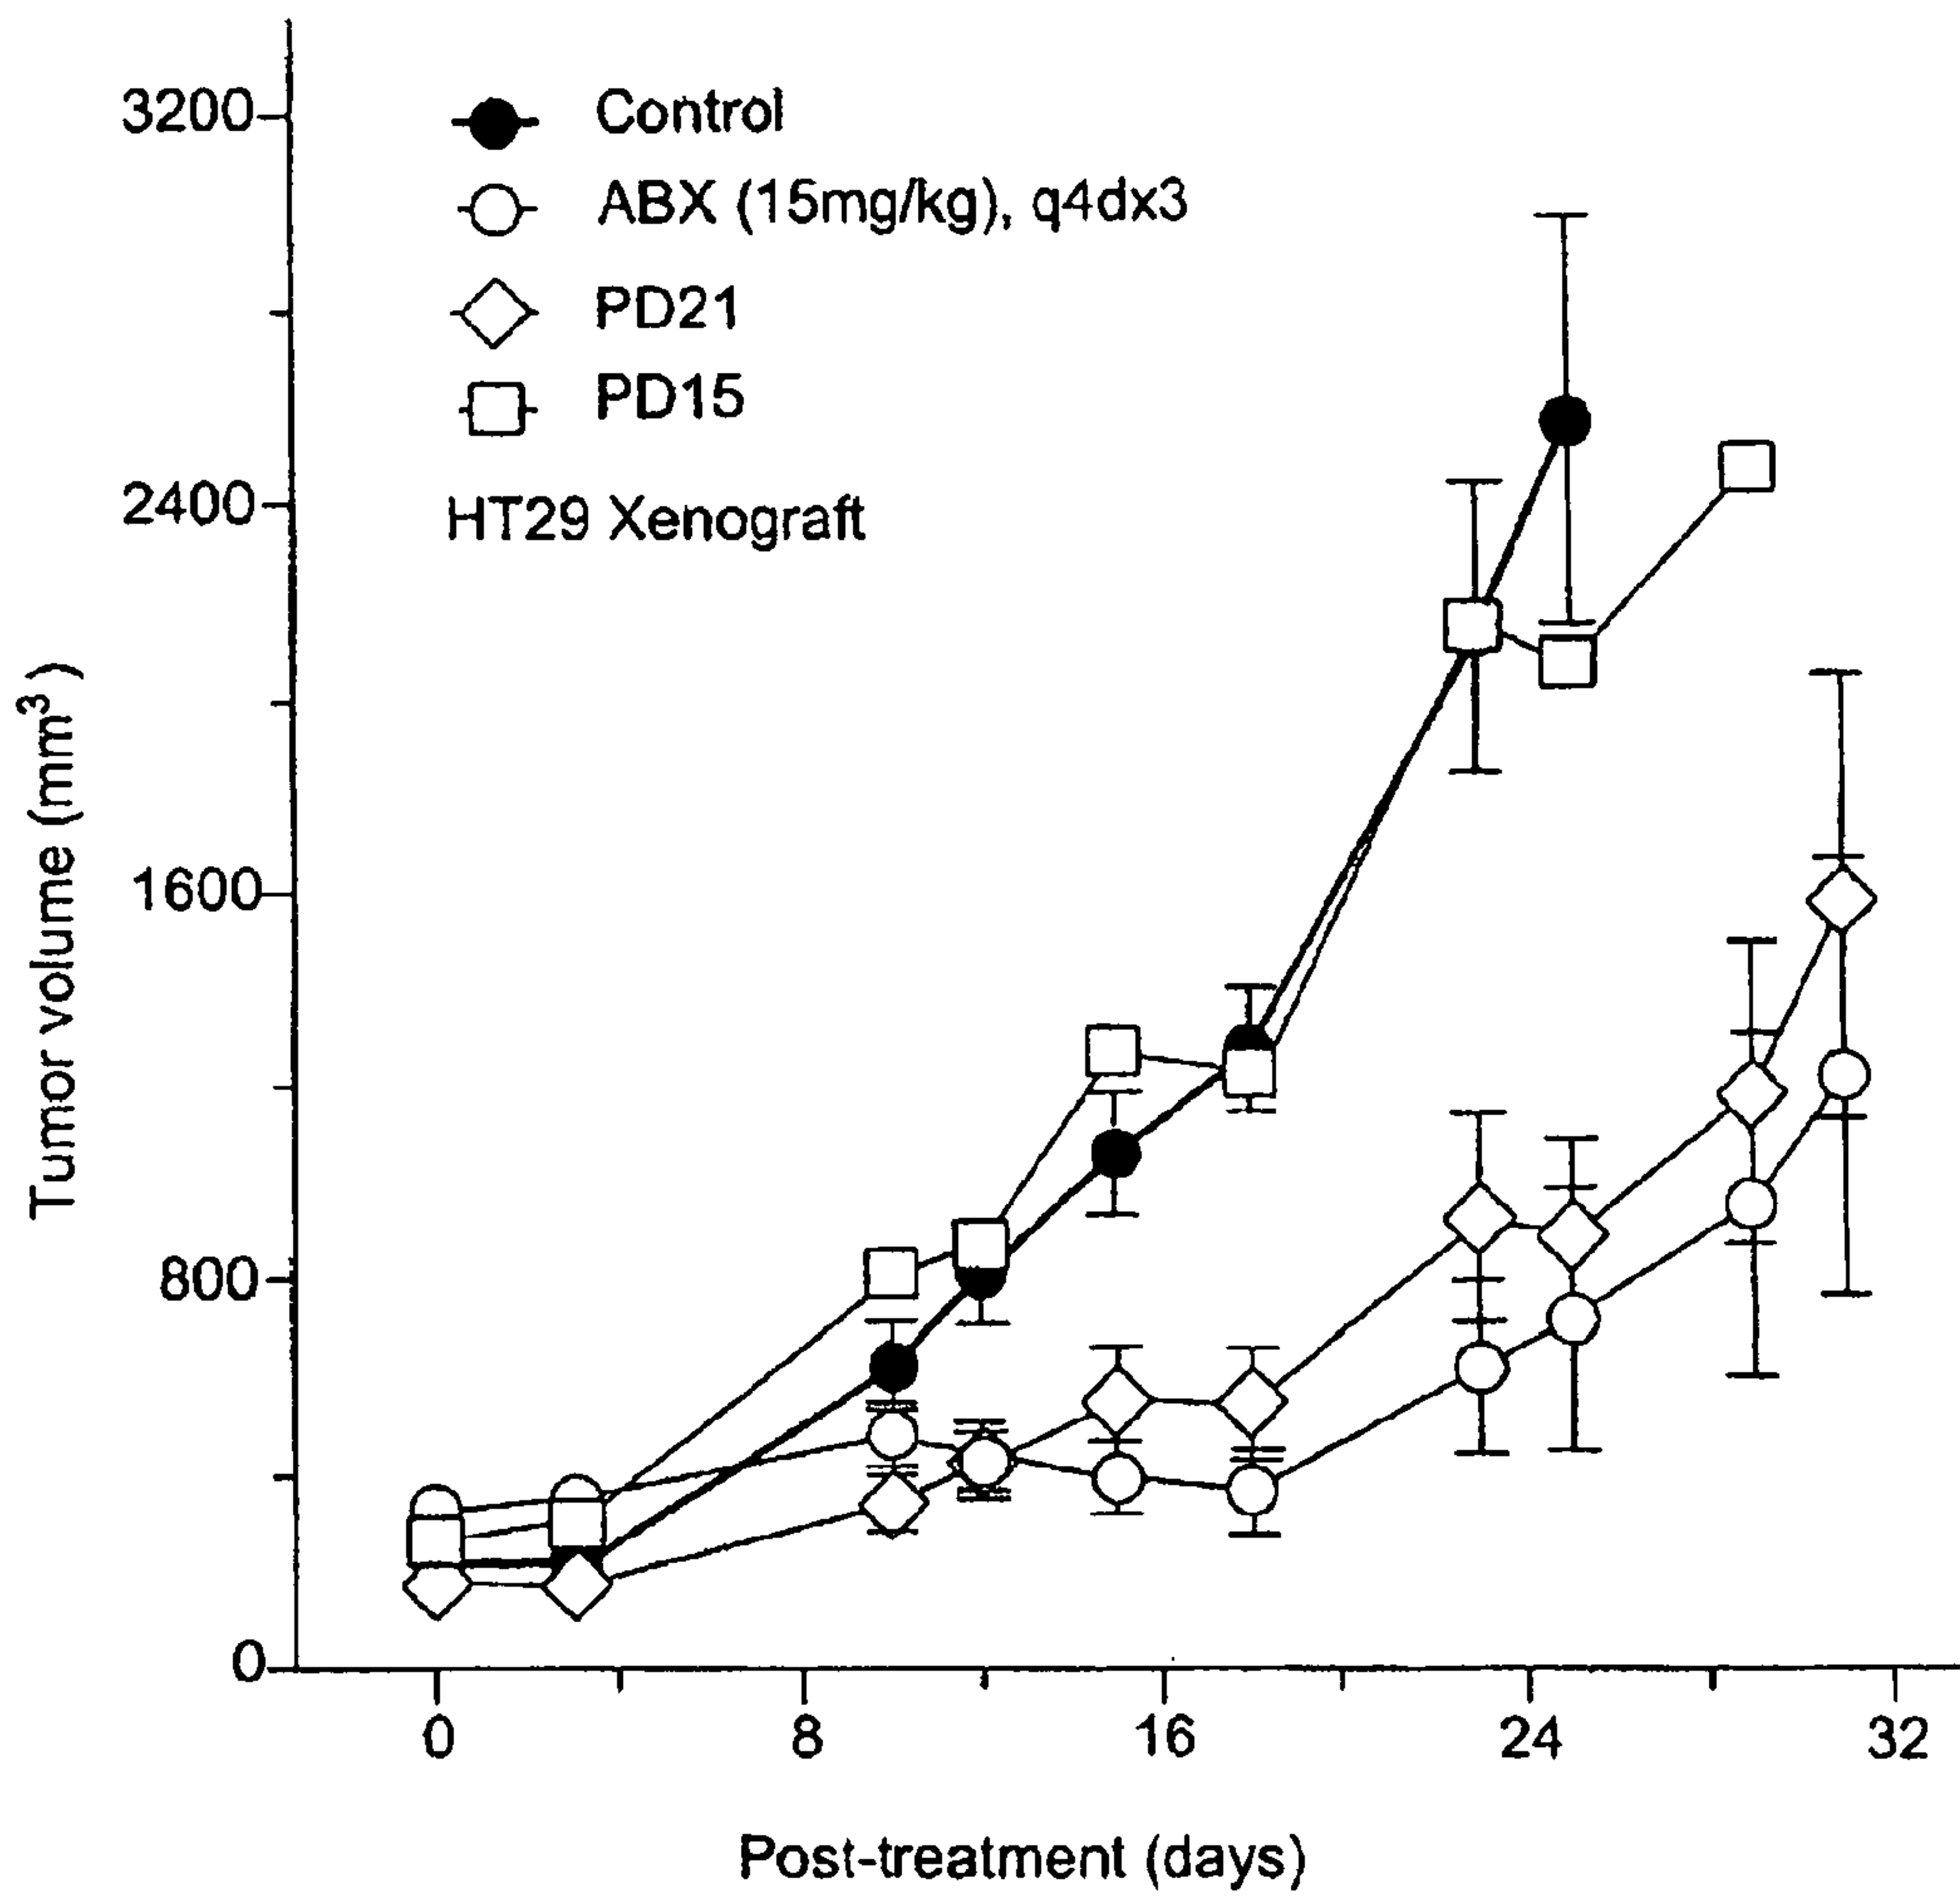 3200
Control
ABX (15mg/kg), q4dx3
PD21
PD15
2400
HT29 Xenograft
1600
800
0
Tumor volume (mm³)
0 8 16 24 32
Post-treatment (days)